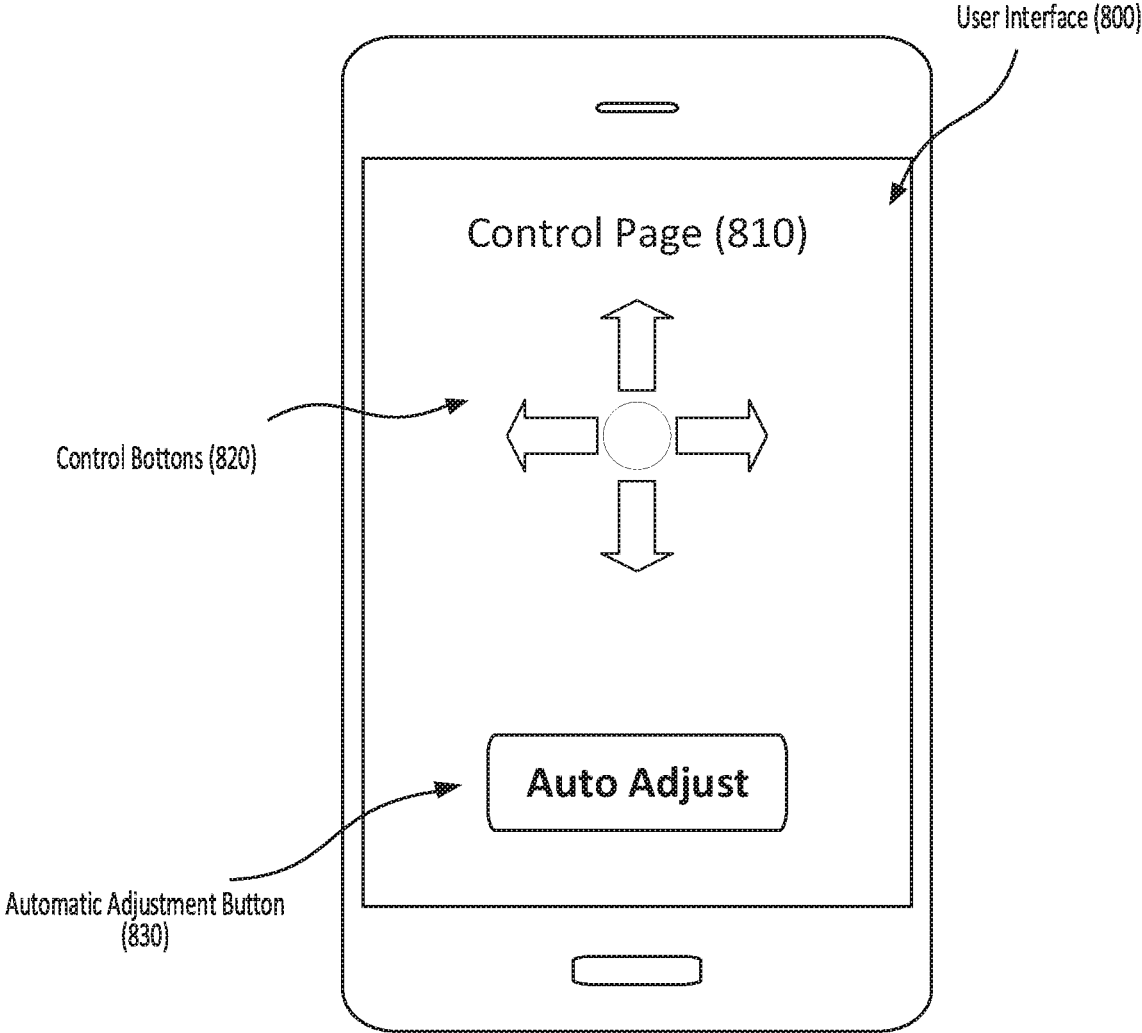 User Interface (800)
Control Page (810)
Control Bottons (820)
Auto Adjust
Automatic Adjustment Button
(830)